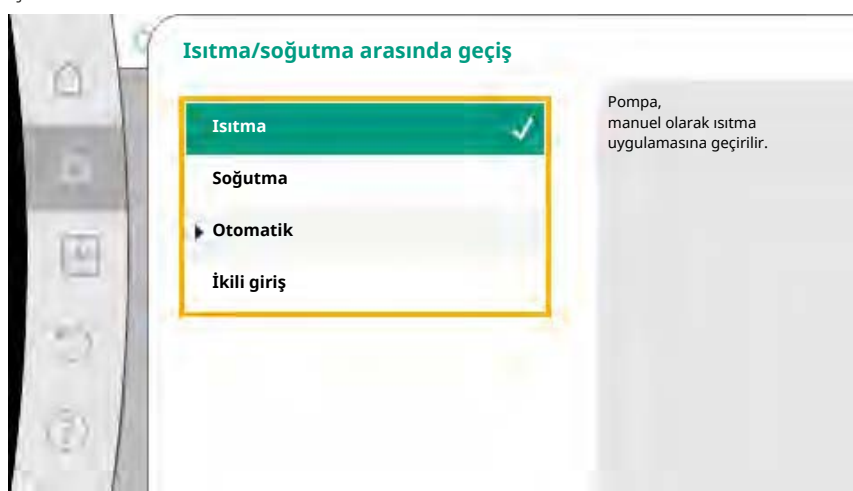 Isıtma/soğutma arasında geçiş
Isıtma
Soğutma
Otomatik
İkili giriş
Pompa,
manuel olarak ısıtma
uygulamasına geçirilir.